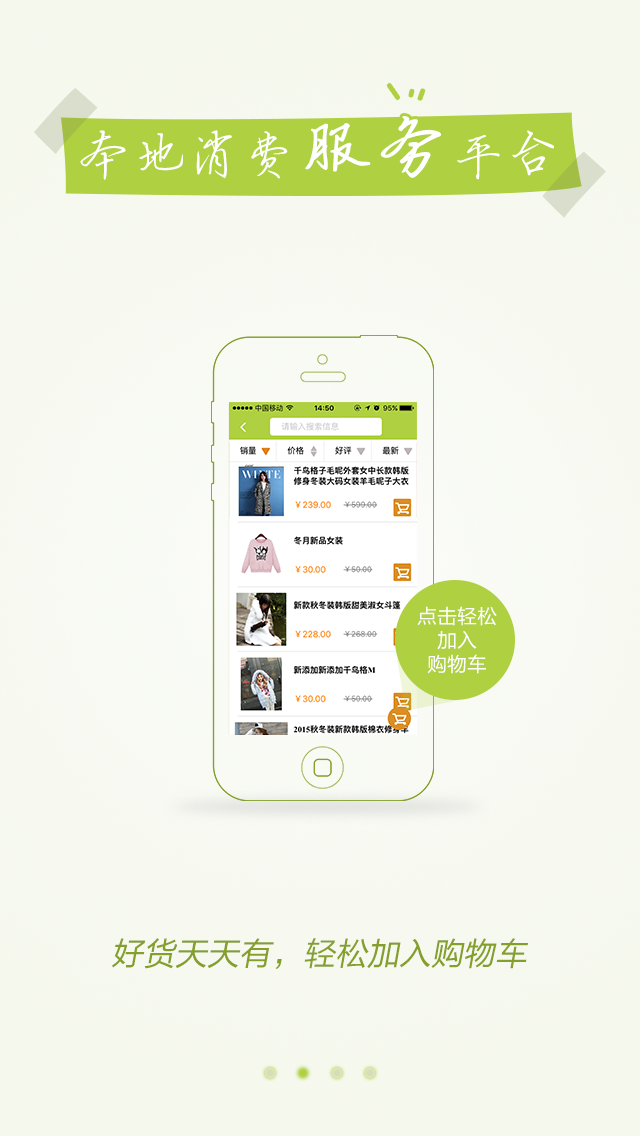 本地消费服务平台
中国移动 14:50 95%
请输入搜索信息
销量 价格 好评 最新
WHITE
千鸟格子毛呢外套女中长款韩版
修身冬装大码女装羊毛呢子大衣
￥239.00 ￥599.00
冬月新品女装
￥30.00 ￥50.00
新款秋冬装韩版甜美淑女斗篷
￥228.00 ￥268.00
点击轻松
加入
购物车
新添加新添加千鸟格M
￥30.00 ￥50.00
2015秋冬装新款韩版棉衣修身羊
好货天天有，轻松加入购物车